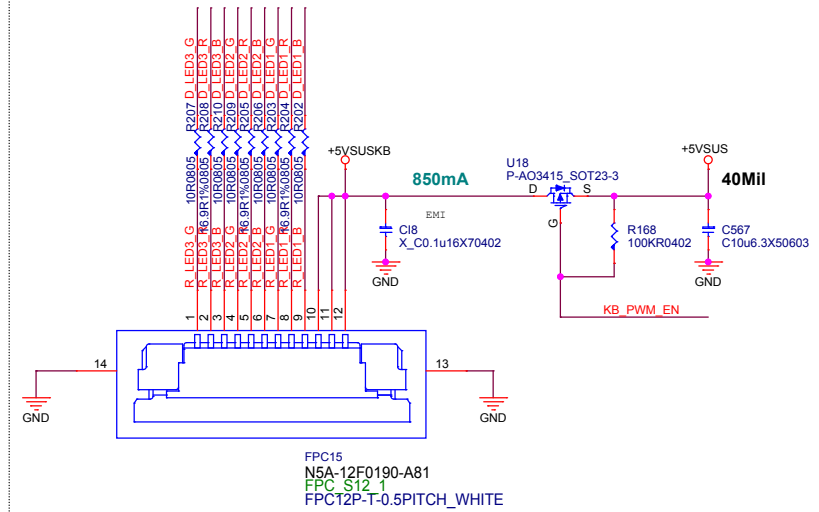 D_LED3_G
D_LED3_R
D_LED3_B
D_LED2_G
D_LED2_R
D_LED2_B
D_LED1_G
D_LED1_R
D_LED1_B
R207
R208
R210
R209
R205
R206
R203
R204
R202
10R0805
16.9R1%0805
10R0805
10R0805
16.9R1%0805
10R0805
10R0805
16.9R1%0805
10R0805
R_LED3_G
R_LED3_R
R_LED3_B
R_LED2_G
R_LED2_R
R_LED2_B
R_LED1_G
R_LED1_R
R_LED1_B
1
2
3
4
5
6
7
8
9
10
11
12
+5VSUSKB
850mA
EMI
CI8
X_C0.1u16X70402
GND
U18
P-AO3415_SOT23-3
D
S
G
+5VSUS
40Mil
R168
100KR0402
C567
C10u6.3X50603
GND
KB_PWM_EN
14
13
GND
GND
FPC15
N5A-12F0190-A81
FPC_S12_1
FPC12P-T-0.5PITCH_WHITE